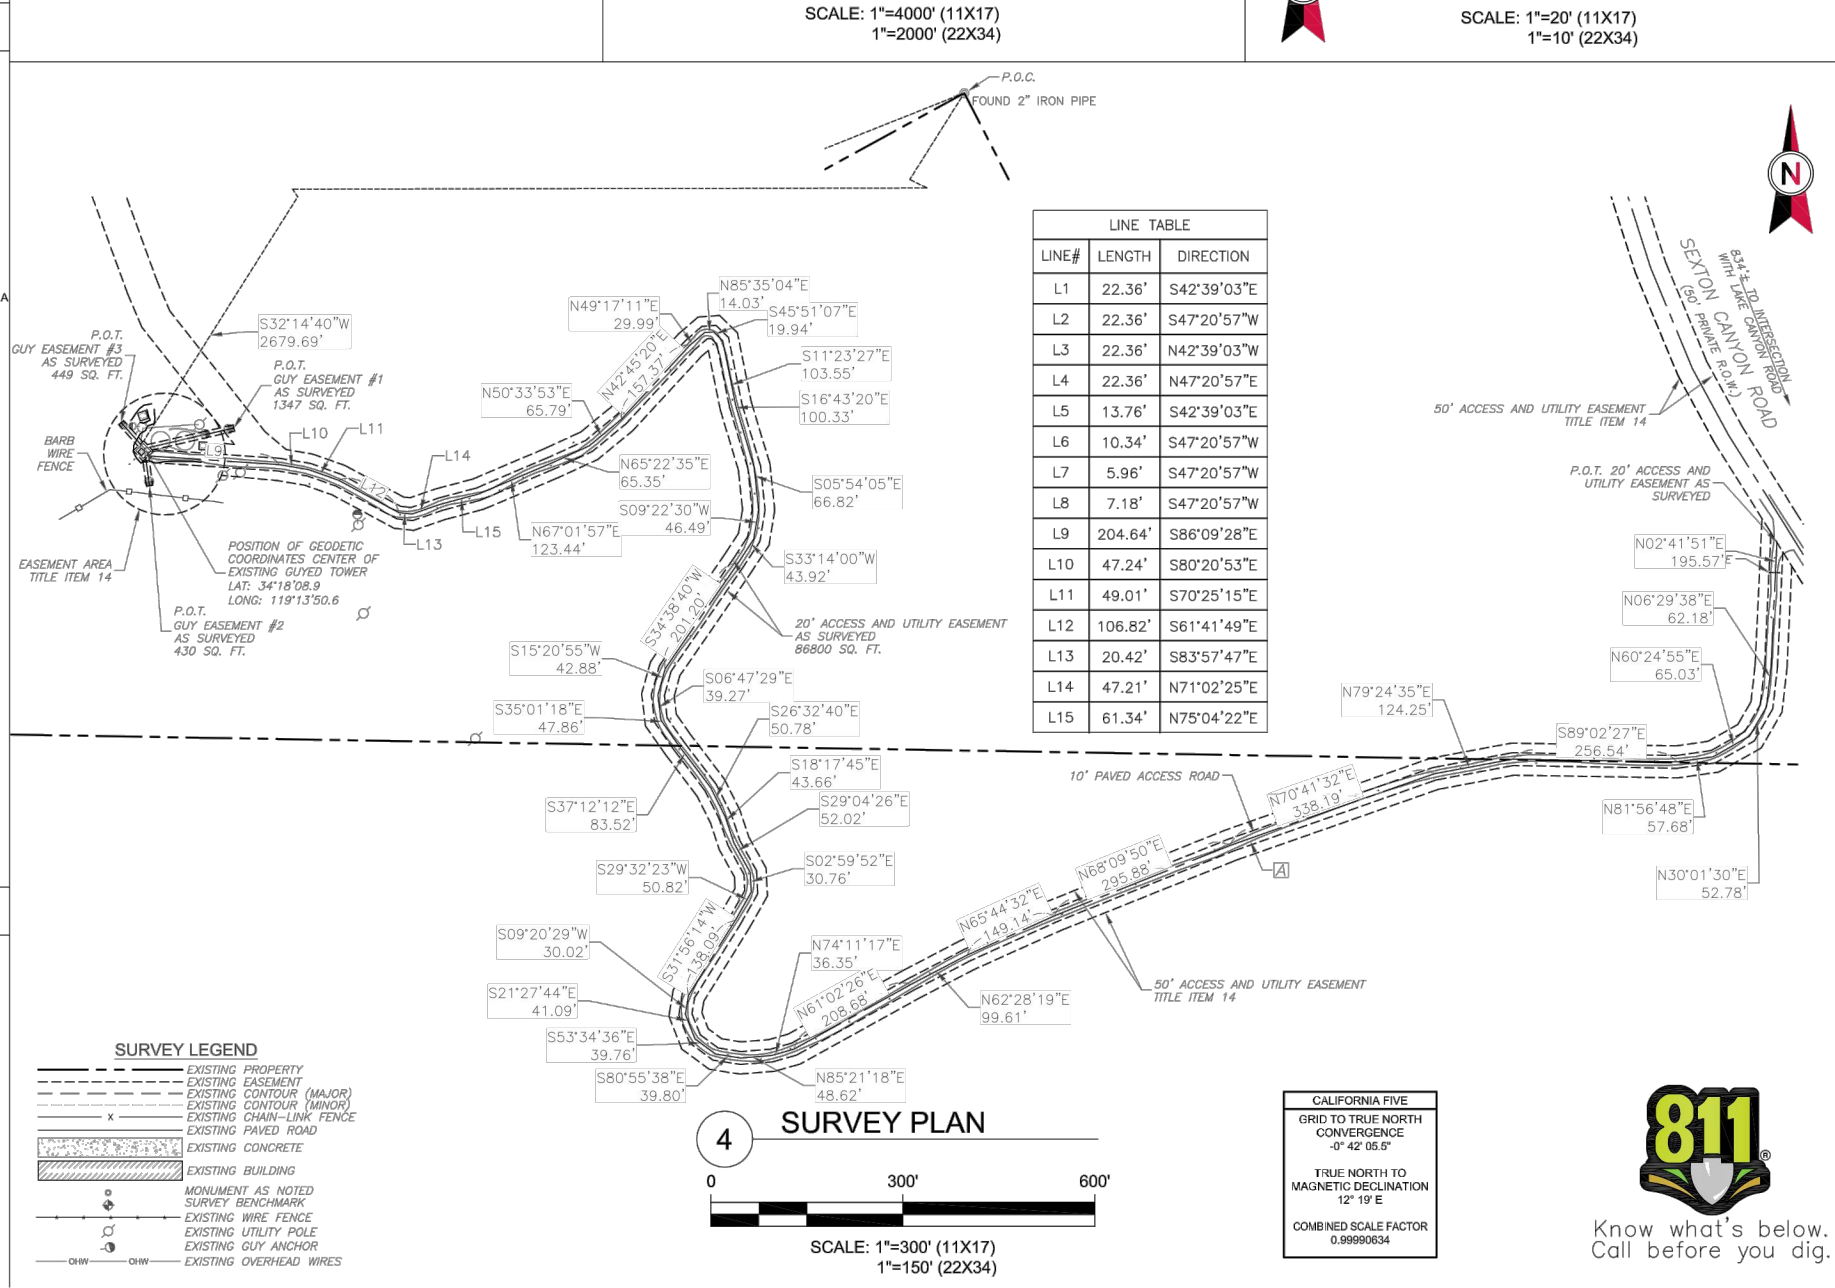 SCALE: 1"=4000' (11X17)
1"=2000' (22X34)
SCALE: 1"=20' (11X17)
1"=10' (22X34)
P.O.C.
FOUND 2" IRON PIPE
N
A
S32°14'40"W
2679.69'
P.O.T.
GUY EASEMENT #3
AS SURVEYED
449 SQ. FT.
P.O.T.
GUY EASEMENT #1
AS SURVEYED
1347 SQ. FT.
BARB
WIRE
FENCE
L9
L10
L11
L12
L13
L14
L15
EASEMENT AREA
TITLE ITEM 14
POSITION OF GEODETIC
COORDINATES CENTER OF
EXISTING GUYED TOWER
LAT: 34°18'08.9
LONG: 119°13'50.6
P.O.T.
GUY EASEMENT #2
AS SURVEYED
430 SQ. FT.
N85°35'04"E
14.03'
N49°17'11"E
29.99'
S45°51'07"E
19.94'
N42°45'20"E
157.37'
S11°23'27"E
103.55'
N50°33'53"E
65.79'
S16°43'20"E
100.33'
N65°22'35"E
65.35'
S05°54'05"E
66.82'
S09°22'30"W
46.49'
N67°01'57"E
123.44'
S33°14'00"W
43.92'
S34°38'40"W
201.20'
20' ACCESS AND UTILITY EASEMENT
AS SURVEYED
86800 SQ. FT.
S15°20'55"W
42.88'
S06°47'29"E
39.27'
S35°01'18"E
47.86'
S26°32'40"E
50.78'
S18°17'45"E
43.66'
S37°12'12"E
83.52'
S29°04'26"E
52.02'
S29°32'23"W
50.82'
S02°59'52"E
30.76'
S31°56'14"W
138.09'
S09°20'29"W
30.02'
S21°27'44"E
41.09'
S53°34'36"E
39.76'
S80°55'38"E
39.80'
N85°21'18"E
48.62'
N74°11'17"E
36.35'
N61°02'26"E
208.68'
N62°28'19"E
99.61'
N65°44'32"E
149.14'
N68°09'50"E
295.88'
N70°41'32"E
338.19'
10' PAVED ACCESS ROAD
A
50' ACCESS AND UTILITY EASEMENT
TITLE ITEM 14
N79°24'35"E
124.25'
S89°02'27"E
256.54'
N81°56'48"E
57.68'
N30°01'30"E
52.78'
N60°24'55"E
65.03'
N06°29'38"E
62.18'
N02°41'51"E
195.57'
P.O.T. 20' ACCESS AND
UTILITY EASEMENT AS
SURVEYED
50' ACCESS AND UTILITY EASEMENT
TITLE ITEM 14
834'± TO INTERSECTION
WITH LAKE CANYON ROAD
SEXTON CANYON ROAD
(50' PRIVATE R.O.W.)
LINE TABLE
LINE# LENGTH DIRECTION
L1 22.36' S42°39'03"E
L2 22.36' S47°20'57"W
L3 22.36' N42°39'03"W
L4 22.36' N47°20'57"E
L5 13.76' S42°39'03"E
L6 10.34' S47°20'57"W
L7 5.96' S47°20'57"W
L8 7.18' S47°20'57"W
L9 204.64' S86°09'28"E
L10 47.24' S80°20'53"E
L11 49.01' S70°25'15"E
L12 106.82' S61°41'49"E
L13 20.42' S83°57'47"E
L14 47.21' N71°02'25"E
L15 61.34' N75°04'22"E
SURVEY LEGEND
EXISTING PROPERTY
EXISTING EASEMENT
EXISTING CONTOUR (MAJOR)
EXISTING CONTOUR (MINOR)
X EXISTING CHAIN-LINK FENCE
EXISTING PAVED ROAD
EXISTING CONCRETE
EXISTING BUILDING
MONUMENT AS NOTED
SURVEY BENCHMARK
EXISTING WIRE FENCE
EXISTING UTILITY POLE
EXISTING GUY ANCHOR
OHW OHW EXISTING OVERHEAD WIRES
4 SURVEY PLAN
0 300' 600'
SCALE: 1"=300' (11X17)
1"=150' (22X34)
CALIFORNIA FIVE
GRID TO TRUE NORTH
CONVERGENCE
-0° 42' 05.5"
TRUE NORTH TO
MAGNETIC DECLINATION
12° 19' E
COMBINED SCALE FACTOR
0.99990634
811®
Know what's below.
Call before you dig.